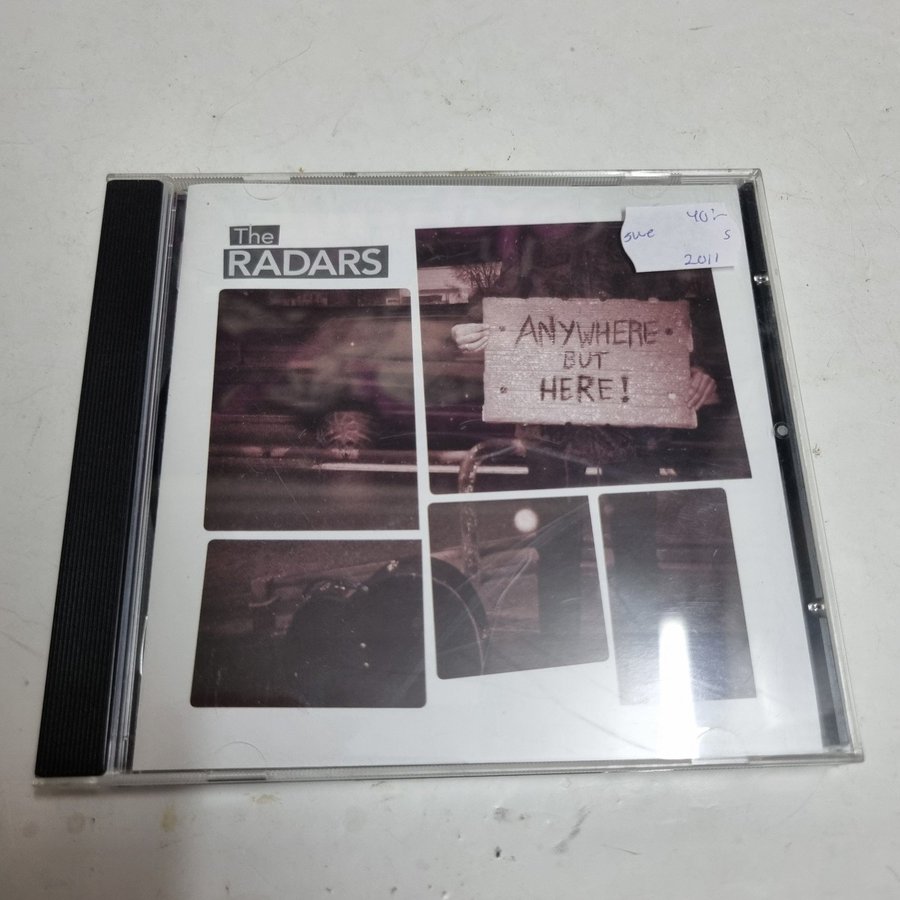 The
RADARS
40:-
swe s
2011
ANYWHERE
BUT
HERE!